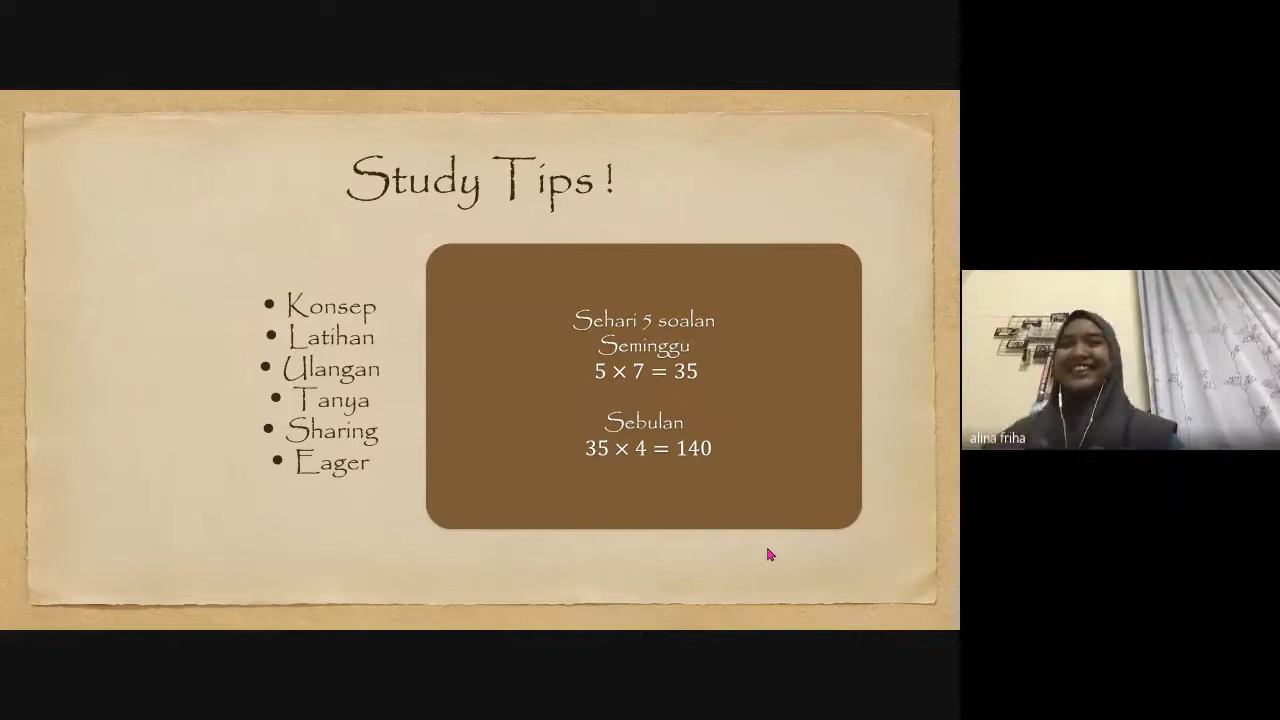 Study Tips !
Konsep
Latihan
Ulangan
Tanya
Sharing
Eager
Sehari 5 soalan
Seminggu
5 × 7 = 35
Sebulan
35 × 4 = 140
alina friha